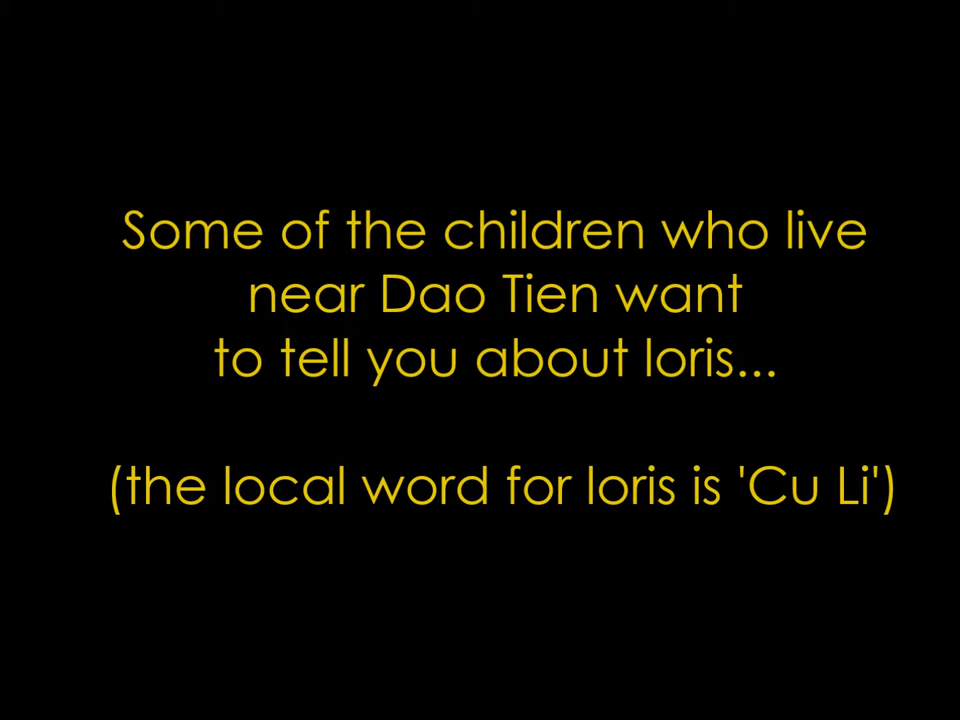 Some of the children who live
near Dao Tien want
to tell you about loris...
(the local word for loris is 'Cu Li')